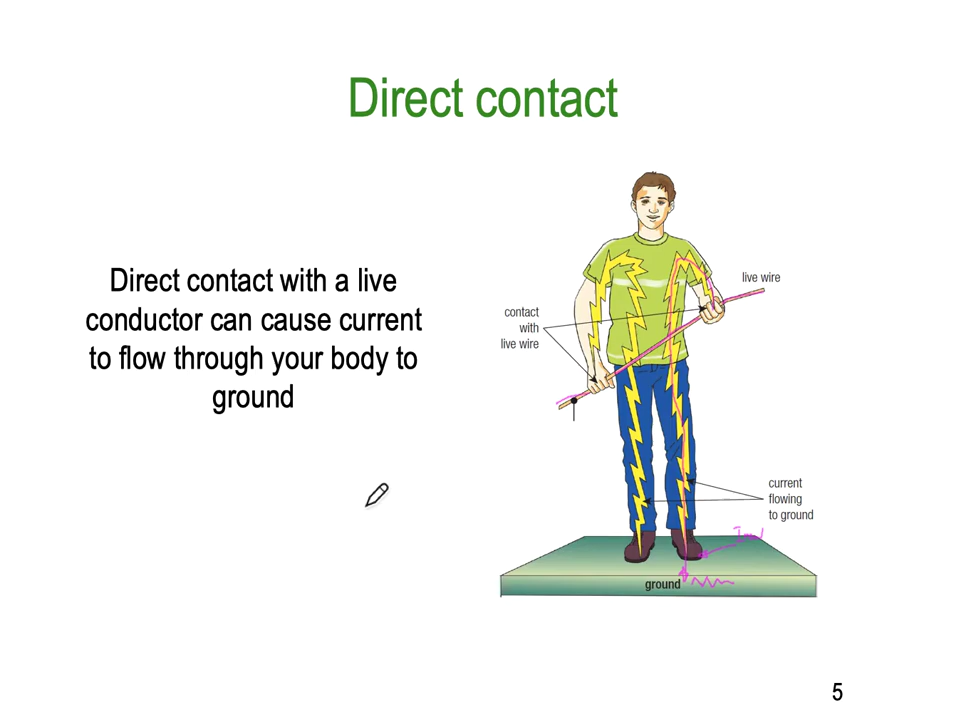 Direct contact
Direct contact with a live
conductor can cause current
to flow through your body to
ground
live wire
contact
with
live wire
current
flowing
to ground
ground
5